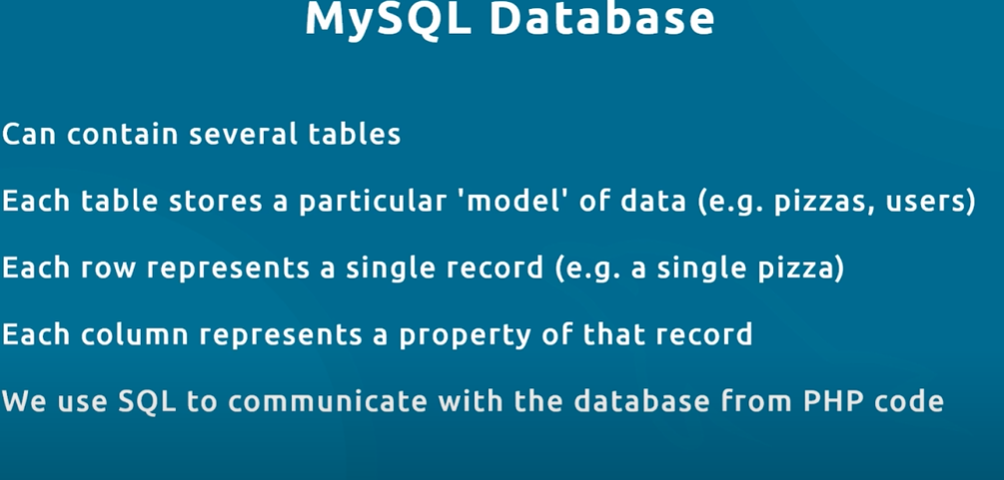 MySQL Database
Can contain several tables
Each table stores a particular 'model' of data (e.g. pizzas, users)
Each row represents a single record (e.g. a single pizza)
Each column represents a property of that record
We use SQL to communicate with the database from PHP code